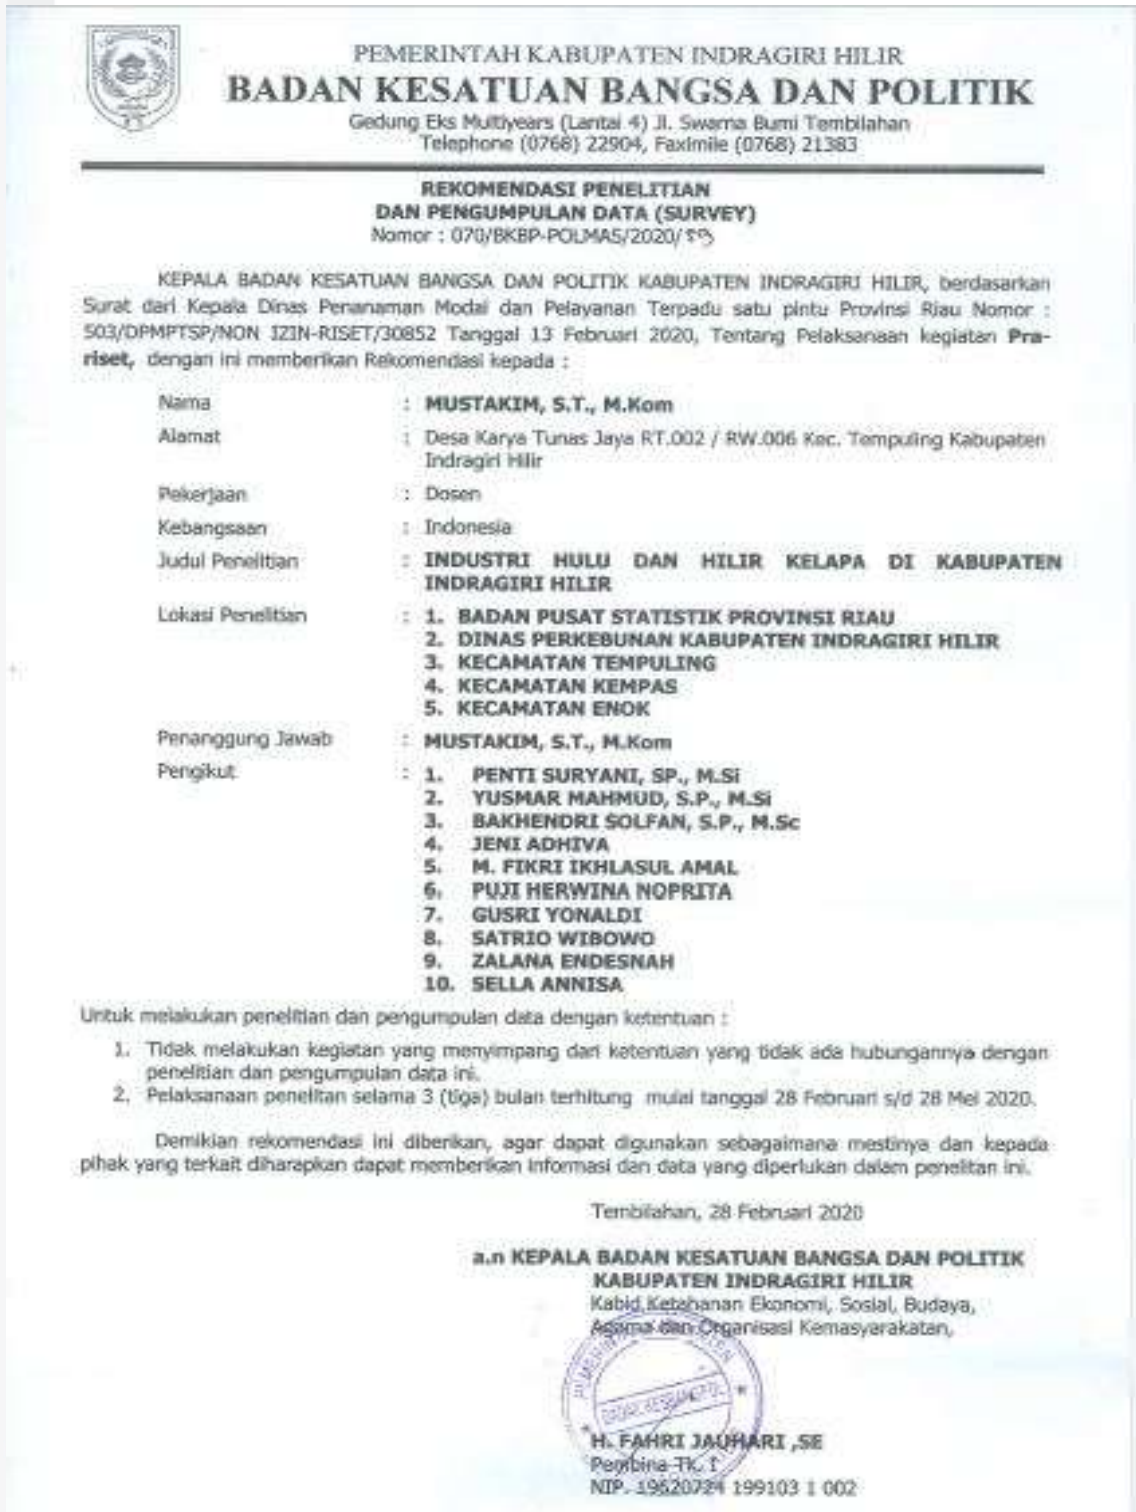 PEMERINTAH KABUPATEN INDRAGIRI HILIR
BADAN KESATUAN BANGSA DAN POLITIK
Gedung Eks Multiyears (Lantai 4) Jl. Swarna Bumi Tembilahan
Telephone (0768) 22904, Faximile (0768) 21383
REKOMENDASI PENELITIAN
DAN PENGUMPULAN DATA (SURVEY)
Nomor : 070/BKBP-POLMAS/2020/
KEPALA BADAN KESATUAN BANGSA DAN POLITIK KABUPATEN INDRAGIRI HILIR, berdasarkan
Surat dari Kepala Dinas Penanaman Modal dan Pelayanan Terpadu satu pintu Provinsi Riau Nomor :
503/DPMPTSP/NON IZIN-RISET/30852 Tanggal 13 Februari 2020, Tentang Pelaksanaan kegiatan Pra-
riset, dengan ini memberikan Rekomendasi kepada :
Nama : MUSTAKIM, S.T., M.Kom
Alamat : Desa Karya Tunas Jaya RT.002 / RW.006 Kec. Tempuling Kabupaten
Indragiri Hilir
Pekerjaan : Dosen
Kebangsaan : Indonesia
Judul Penelitian : INDUSTRI HULU DAN HILIR KELAPA DI KABUPATEN
INDRAGIRI HILIR
Lokasi Penelitian : 1. BADAN PUSAT STATISTIK PROVINSI RIAU
2. DINAS PERKEBUNAN KABUPATEN INDRAGIRI HILIR
3. KECAMATAN TEMPULING
4. KECAMATAN KEMPAS
5. KECAMATAN ENOK
Penanggung Jawab : MUSTAKIM, S.T., M.Kom
Pengikut : 1. PENTI SURYANI, SP., M.Si
2. YUSMAR MAHMUD, S.P., M.Si
3. BAKHENDRI SOLFAN, S.P., M.Sc
4. JENI ADHIVA
5. M. FIKRI IKHLASUL AMAL
6. PUJI HERWINA NOPRITA
7. GUSRI YONALDI
8. SATRIO WIBOWO
9. ZALANA ENDESNAH
10. SELLA ANNISA
Untuk melakukan penelitian dan pengumpulan data dengan ketentuan :
1. Tidak melakukan kegiatan yang menyimpang dari ketentuan yang tidak ada hubungannya dengan
penelitian dan pengumpulan data ini.
2. Pelaksanaan penelitan selama 3 (tiga) bulan terhitung mulai tanggal 28 Februari s/d 28 Mei 2020.
Demikian rekomendasi ini diberikan, agar dapat digunakan sebagaimana mestinya dan kepada
pihak yang terkait diharapkan dapat memberikan informasi dan data yang diperlukan dalam penelitan ini.
Tembilahan, 28 Februari 2020
a.n KEPALA BADAN KESATUAN BANGSA DAN POLITIK
KABUPATEN INDRAGIRI HILIR
Kabid Ketahanan Ekonomi, Sosial, Budaya,
Agama dan Organisasi Kemasyarakatan,
BADAN KESBANGPOL
H. FAHRI JAUHARI ,SE
Pembina Tk. I
NIP. 19620724 199103 1 002